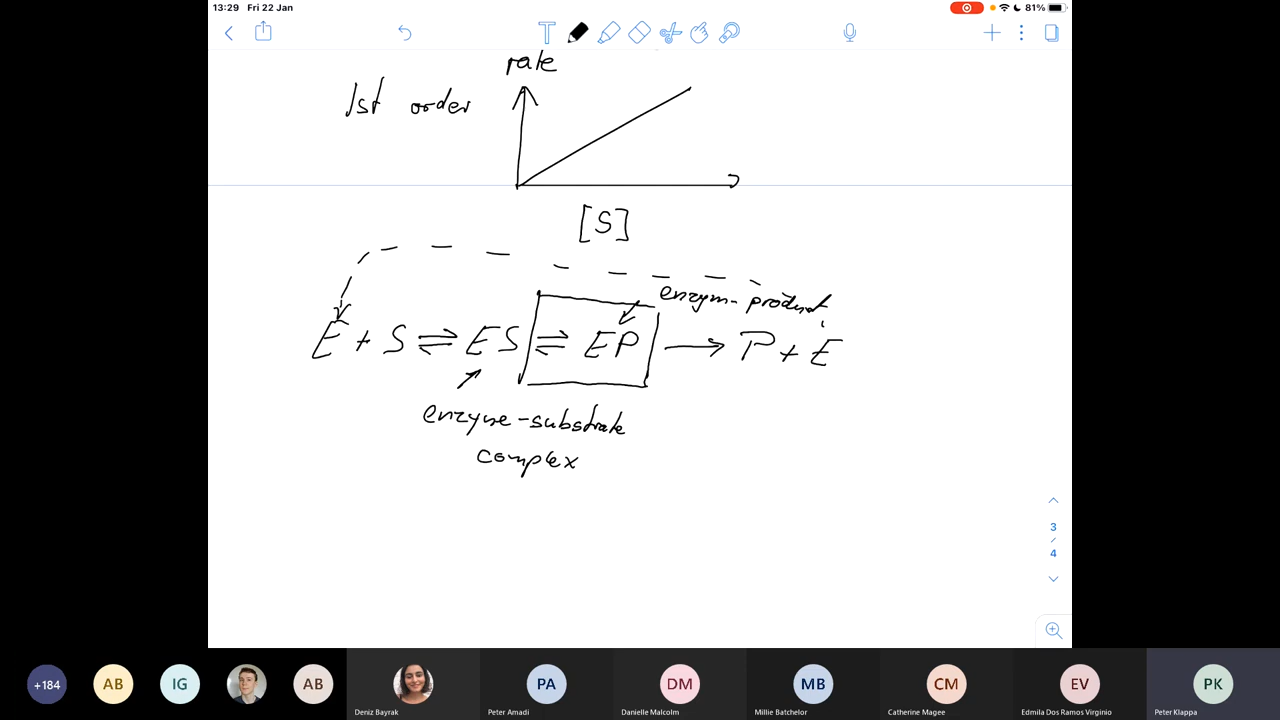 13:29 Fri 22 Jan
81%
T
rate
1st order
[S]
enzym-product
E + S ⇌ ES ⇌ EP → P + E
enzyme-substrate
complex
3
/
4
+184
AB
IG
AB
PA
DM
MB
CM
EV
PK
Deniz Bayrak
Peter Amadi
Danielle Malcolm
Millie Batchelor
Catherine Magee
Edmila Dos Ramos Virginio
Peter Klappa